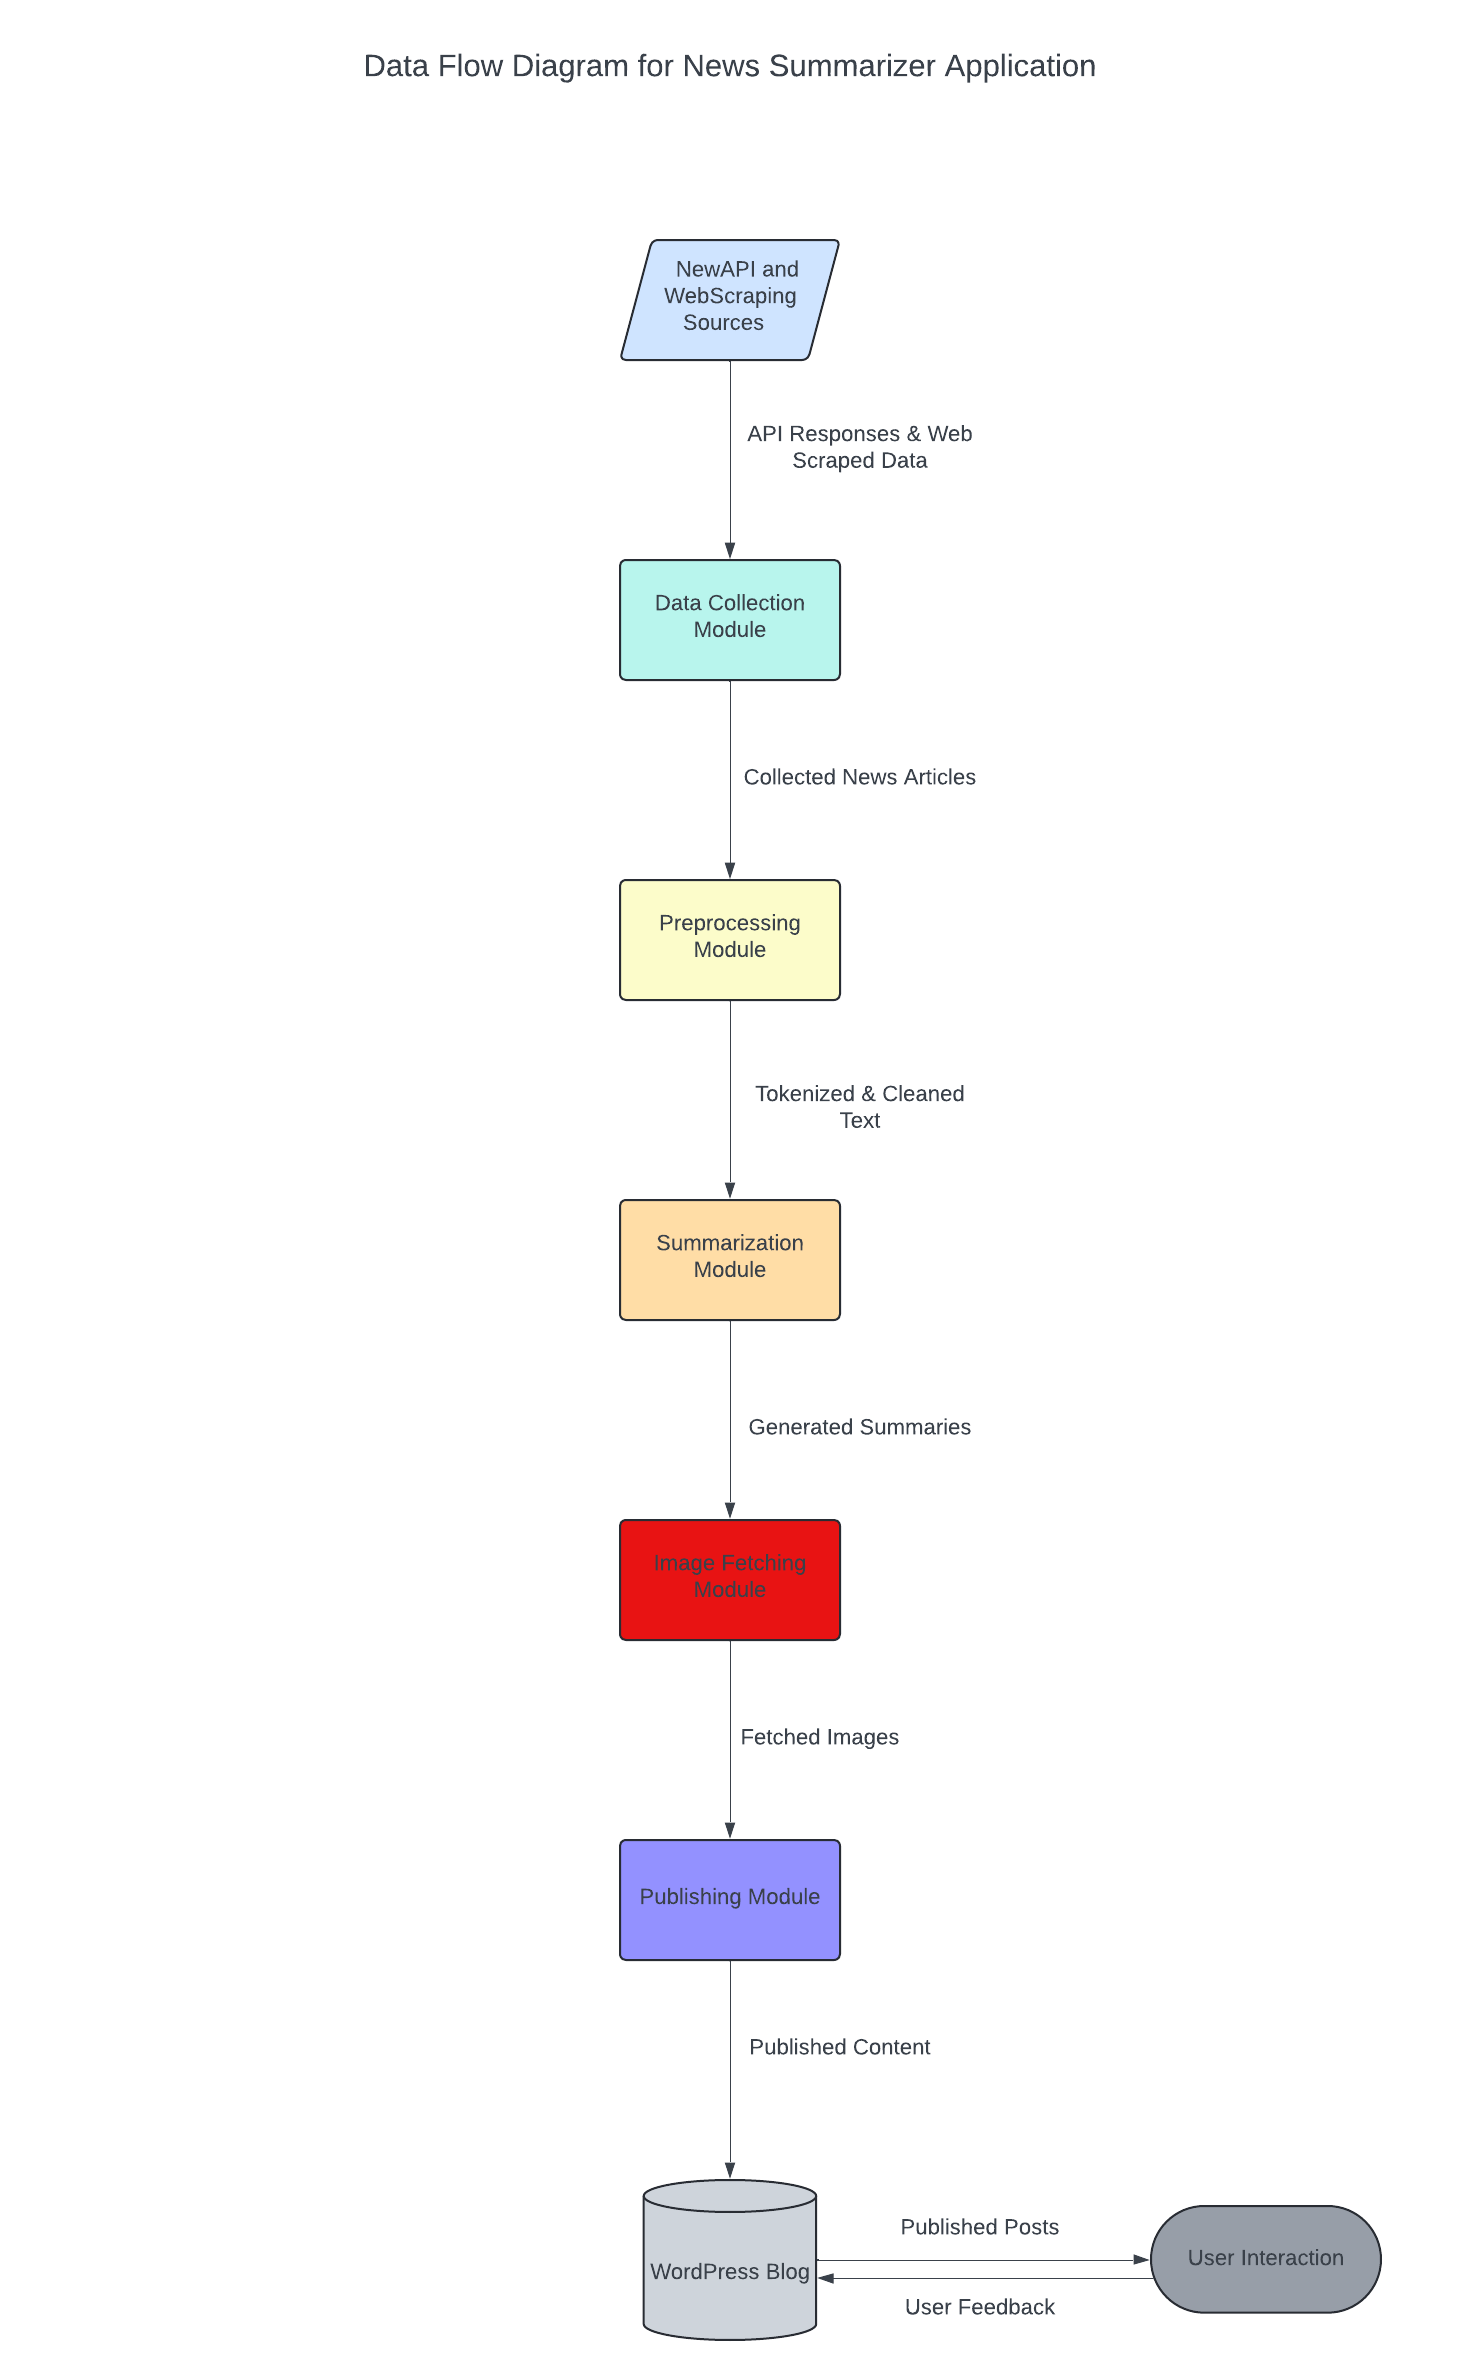 Data Flow Diagram for News Summarizer Application
NewAPI and
WebScraping
Sources
API Responses & Web
Scraped Data
Data Collection
Module
Collected News Articles
Preprocessing
Module
Tokenized & Cleaned
Text
Summarization
Module
Generated Summaries
Image Fetching
Module
Fetched Images
Publishing Module
Published Content
WordPress Blog
Published Posts
User Interaction
User Feedback